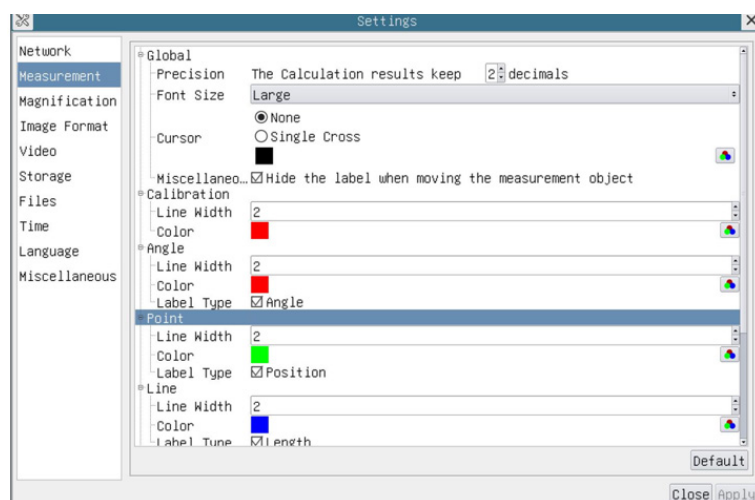 Settings
Network
Measurement
Magnification
Image Format
Video
Storage
Files
Time
Language
Miscellaneous
Global
Precision The Calculation results keep 2 decimals
Font Size Large
Cursor None
Single Cross
Miscellaneo... Hide the label when moving the measurement object
Calibration
Line Width 2
Color
Angle
Line Width 2
Color
Label Type Angle
Point
Line Width 2
Color
Label Type Position
Line
Line Width 2
Color
Label Type Length
Default
Close Apply